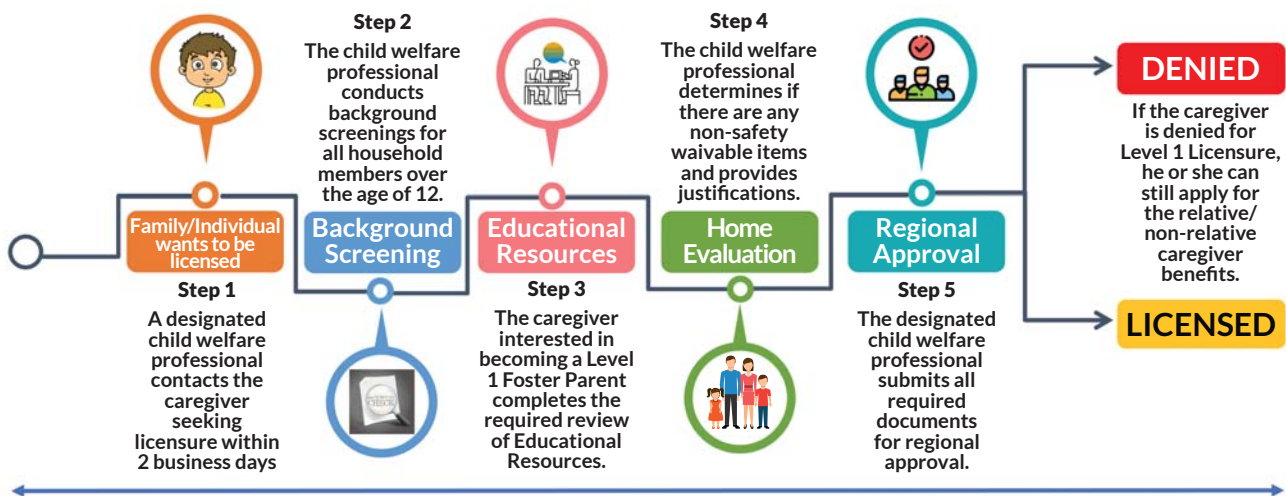 Family/Individual
wants to be
licensed
Step 1
A designated
child welfare
professional
contacts the
caregiver
seeking
licensure within
2 business days
Step 2
The child welfare
professional
conducts
background
screenings for
all household
members over
the age of 12.
Background
Screening
CHECK
Educational
Resources
Step 3
The caregiver
interested in
becoming a Level
1 Foster Parent
completes the
required review
of Educational
Resources.
Step 4
The child welfare
professional
determines if
there are any
non-safety
waivable items
and provides
justifications.
Home
Evaluation
Regional
Approval
Step 5
The designated
child welfare
professional
submits all
required
documents
for regional
approval.
DENIED
If the caregiver
is denied for
Level 1 Licensure,
he or she can
still apply for
the relative/
non-relative
caregiver
benefits.
LICENSED